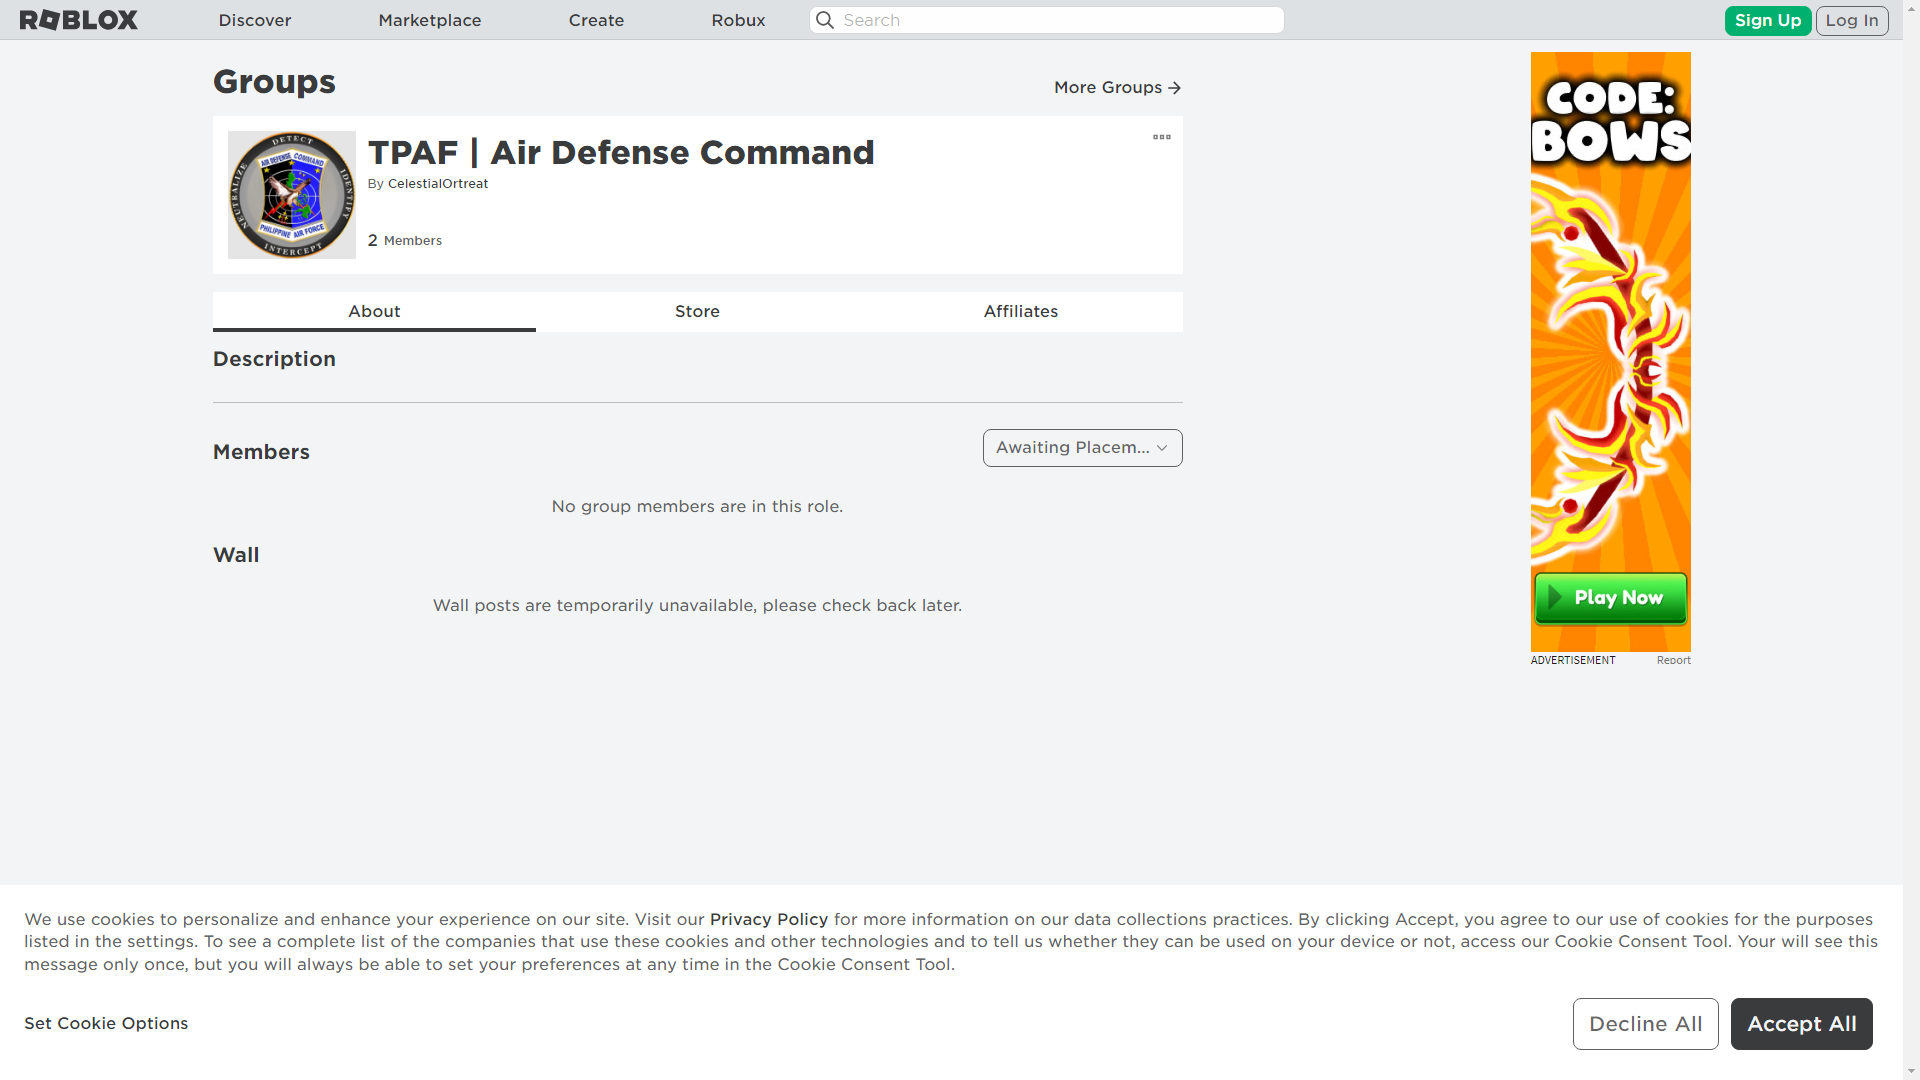 ROBLOX
Discover
Marketplace
Create
Robux
Search
Sign Up
Log In
Groups
More Groups
DETECT
IDENTIFY
INTERCEPT
NEUTRALIZE
AIR DEFENSE COMMAND
PHILIPPINE AIR FORCE
TPAF | Air Defense Command
By CelestialOrtreat
2 Members
About
Store
Affiliates
Description
Members
Awaiting Placem...
No group members are in this role.
Wall
Wall posts are temporarily unavailable, please check back later.
CODE:
BOWS
Play Now
ADVERTISEMENT
Report
We use cookies to personalize and enhance your experience on our site. Visit our Privacy Policy for more information on our data collections practices. By clicking Accept, you agree to our use of cookies for the purposes
listed in the settings. To see a complete list of the companies that use these cookies and other technologies and to tell us whether they can be used on your device or not, access our Cookie Consent Tool. Your will see this
message only once, but you will always be able to set your preferences at any time in the Cookie Consent Tool.
Set Cookie Options
Decline All
Accept All